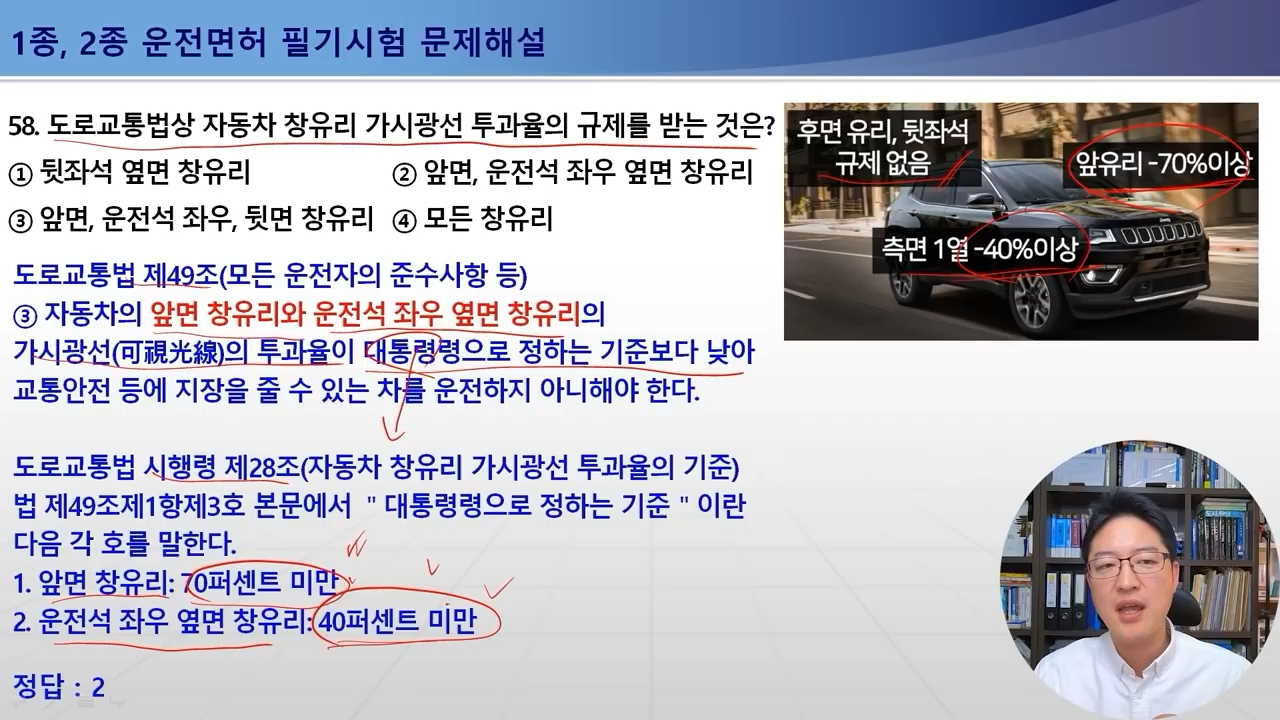 1종, 2종 운전면허 필기시험 문제해설
58. 도로교통법상 자동차 창유리 가시광선 투과율의 규제를 받는 것은?
① 뒷좌석 옆면 창유리 ② 앞면, 운전석 좌우 옆면 창유리
③ 앞면, 운전석 좌우, 뒷면 창유리 ④ 모든 창유리
도로교통법 제49조(모든 운전자의 준수사항 등)
③ 자동차의 앞면 창유리와 운전석 좌우 옆면 창유리의
가시광선(可視光線)의 투과율이 대통령령으로 정하는 기준보다 낮아
교통안전 등에 지장을 줄 수 있는 차를 운전하지 아니해야 한다.
도로교통법 시행령 제28조(자동차 창유리 가시광선 투과율의 기준)
법 제49조제1항제3호 본문에서 "대통령령으로 정하는 기준"이란
다음 각 호를 말한다.
1. 앞면 창유리: 70퍼센트 미만
2. 운전석 좌우 옆면 창유리: 40퍼센트 미만
정답 : 2
후면 유리, 뒷좌석
규제 없음
앞유리 -70%이상
측면 1열 -40%이상